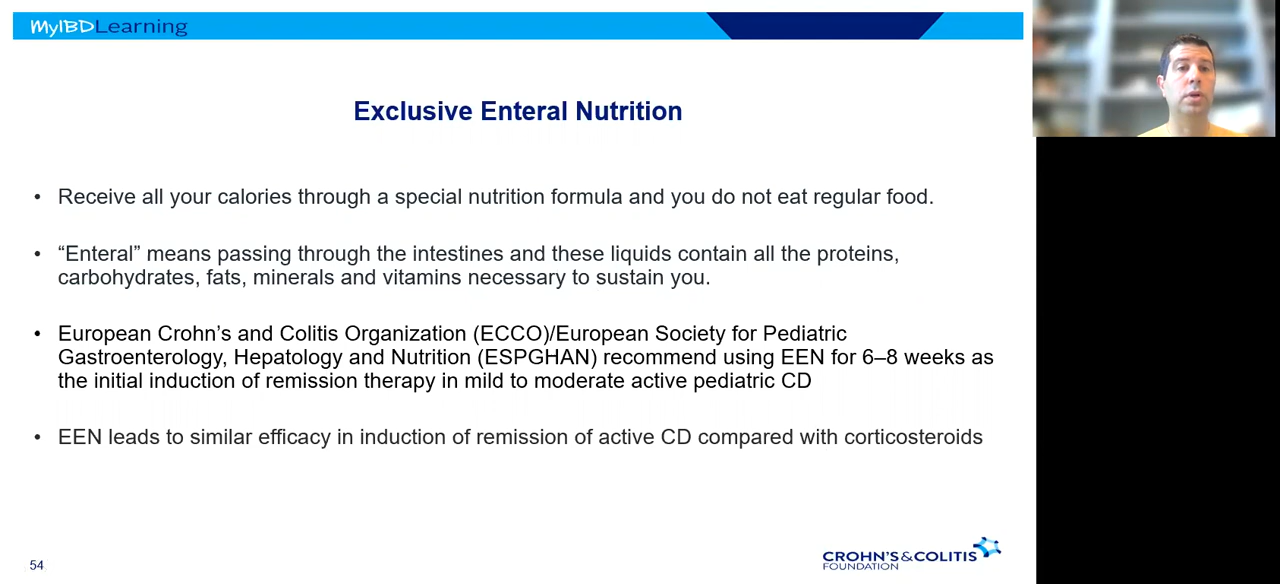 MyIBDLearning
Exclusive Enteral Nutrition
• Receive all your calories through a special nutrition formula and you do not eat regular food.
• “Enteral” means passing through the intestines and these liquids contain all the proteins,
carbohydrates, fats, minerals and vitamins necessary to sustain you.
• European Crohn’s and Colitis Organization (ECCO)/European Society for Pediatric
Gastroenterology, Hepatology and Nutrition (ESPGHAN) recommend using EEN for 6–8 weeks as
the initial induction of remission therapy in mild to moderate active pediatric CD
• EEN leads to similar efficacy in induction of remission of active CD compared with corticosteroids
54
CROHN’S&COLITIS
FOUNDATION